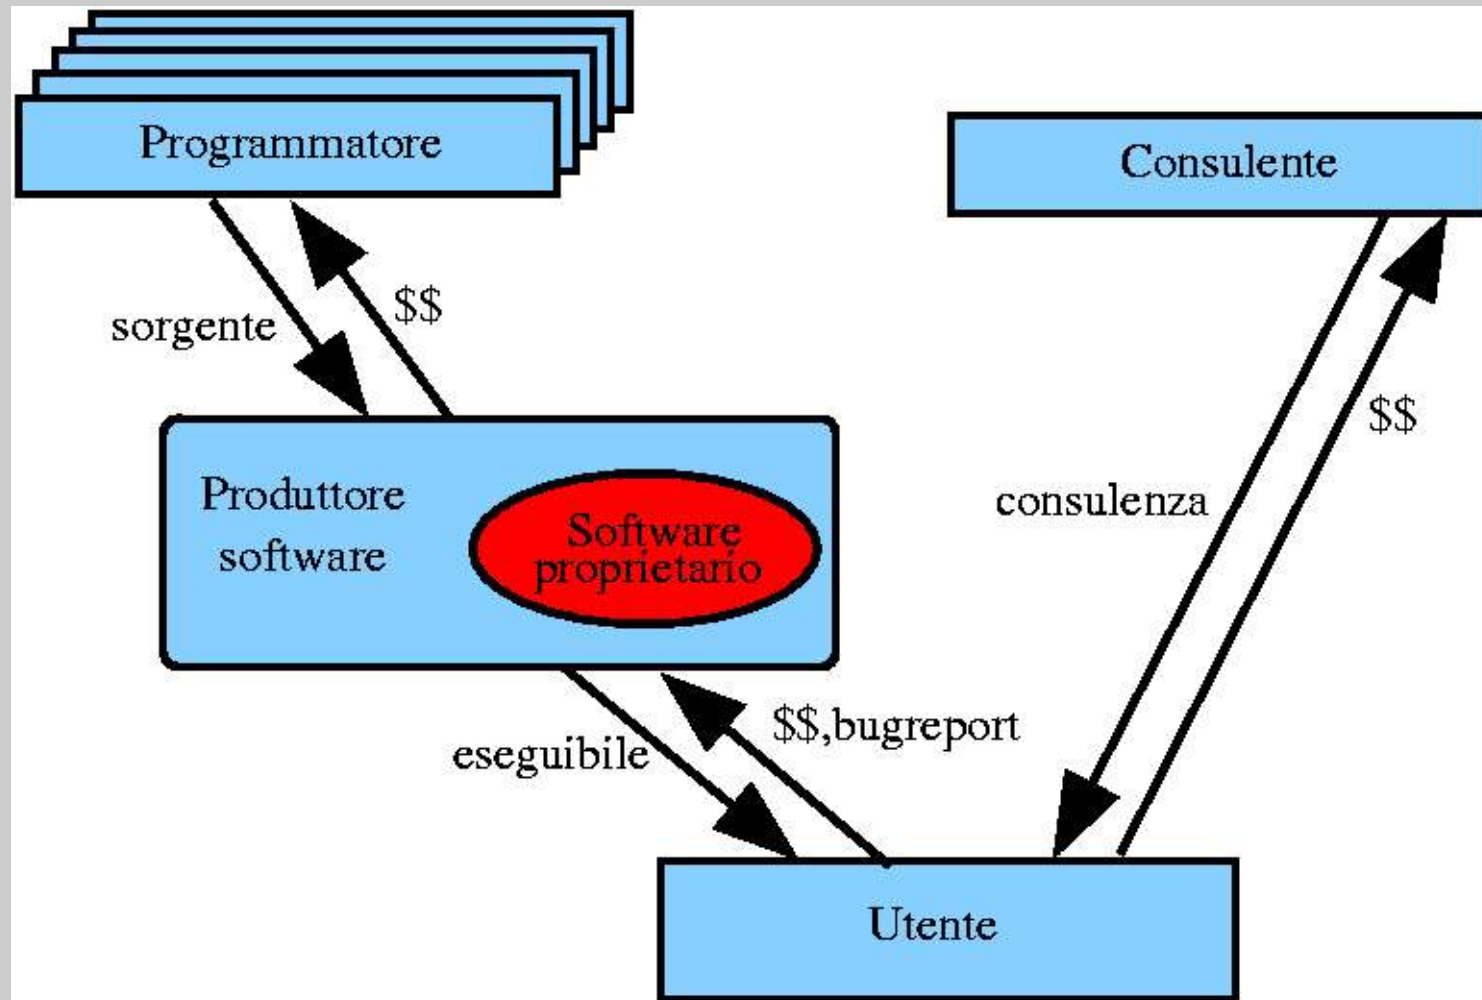 Programmatore
Consulente
sorgente
$$
$$
Produttore
software
Software
proprietario
consulenza
eseguibile
$$,bugreport
Utente